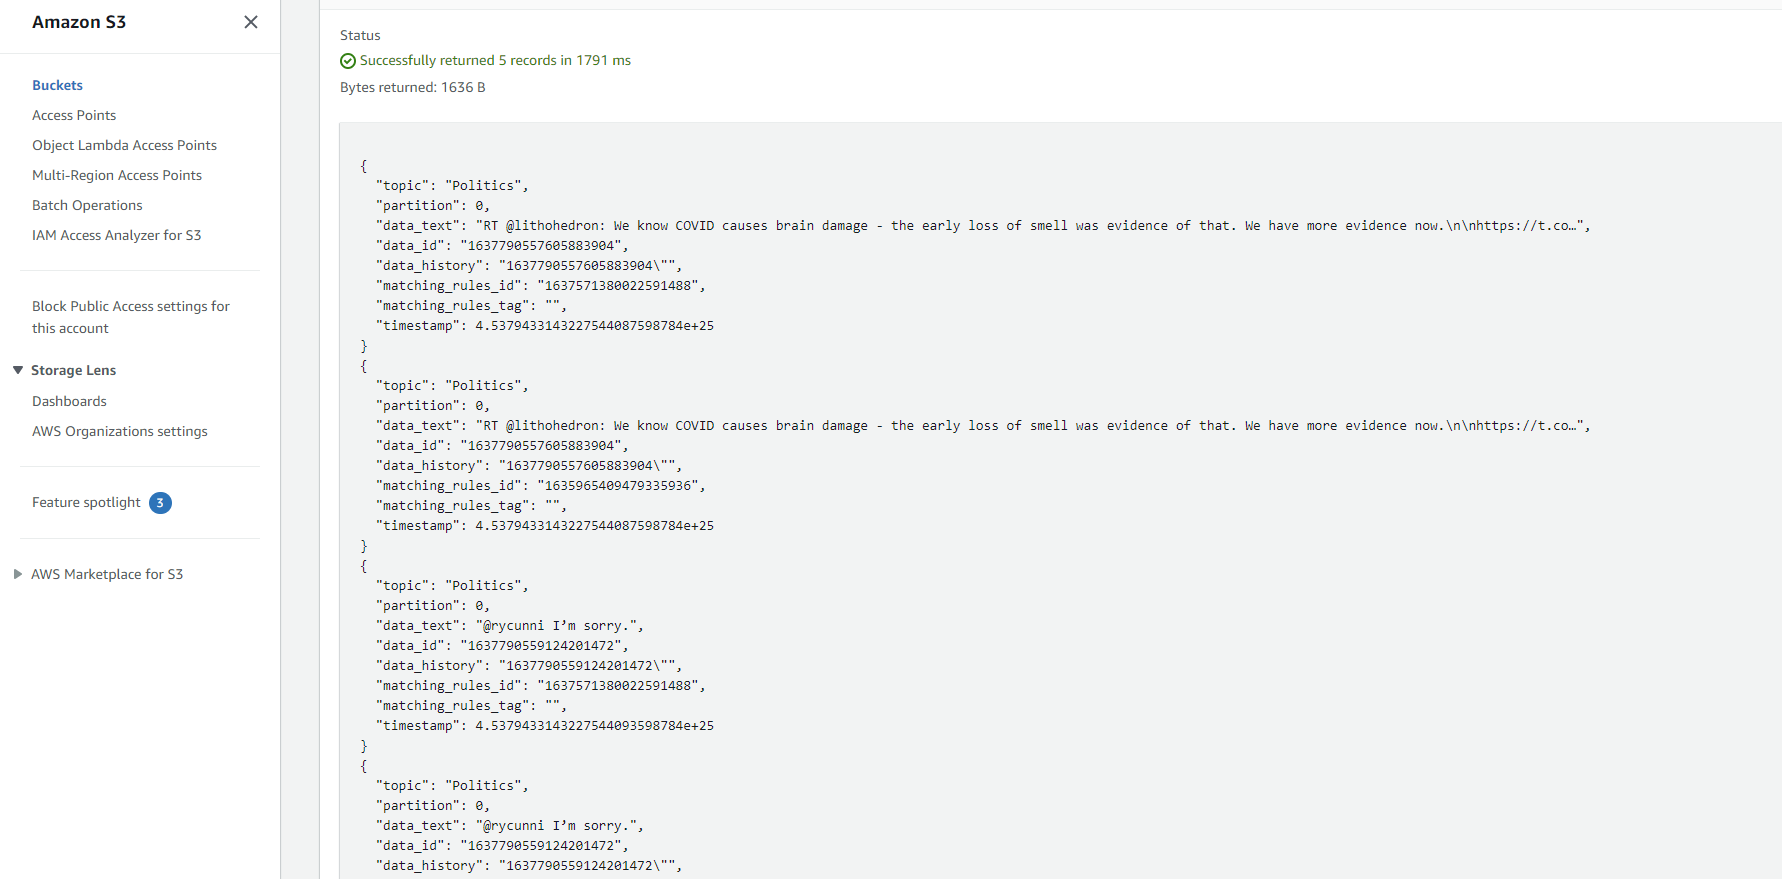 Amazon S3
Buckets
Access Points
Object Lambda Access Points
Multi-Region Access Points
Batch Operations
IAM Access Analyzer for S3
Block Public Access settings for
this account
Storage Lens
Dashboards
AWS Organizations settings
Feature spotlight 3
AWS Marketplace for S3
Status
Successfully returned 5 records in 1791 ms
Bytes returned: 1636 B
{
"topic": "Politics",
"partition": 0,
"data_text": "RT @lithohedron: We know COVID causes brain damage - the early loss of smell was evidence of that. We have more evidence now.\n\nhttps://t.co…",
"data_id": "1637790557605883904",
"data_history": "1637790557605883904\"",
"matching_rules_id": "1637571380022591488",
"matching_rules_tag": "",
"timestamp": 4.5379433143227544087598784e+25
}
{
"topic": "Politics",
"partition": 0,
"data_text": "RT @lithohedron: We know COVID causes brain damage - the early loss of smell was evidence of that. We have more evidence now.\n\nhttps://t.co…",
"data_id": "1637790557605883904",
"data_history": "1637790557605883904\"",
"matching_rules_id": "1635965409479335936",
"matching_rules_tag": "",
"timestamp": 4.5379433143227544087598784e+25
}
{
"topic": "Politics",
"partition": 0,
"data_text": "@rycunni I’m sorry.",
"data_id": "1637790559124201472",
"data_history": "1637790559124201472\"",
"matching_rules_id": "1637571380022591488",
"matching_rules_tag": "",
"timestamp": 4.5379433143227544093598784e+25
}
{
"topic": "Politics",
"partition": 0,
"data_text": "@rycunni I’m sorry.",
"data_id": "1637790559124201472",
"data_history": "1637790559124201472\"",